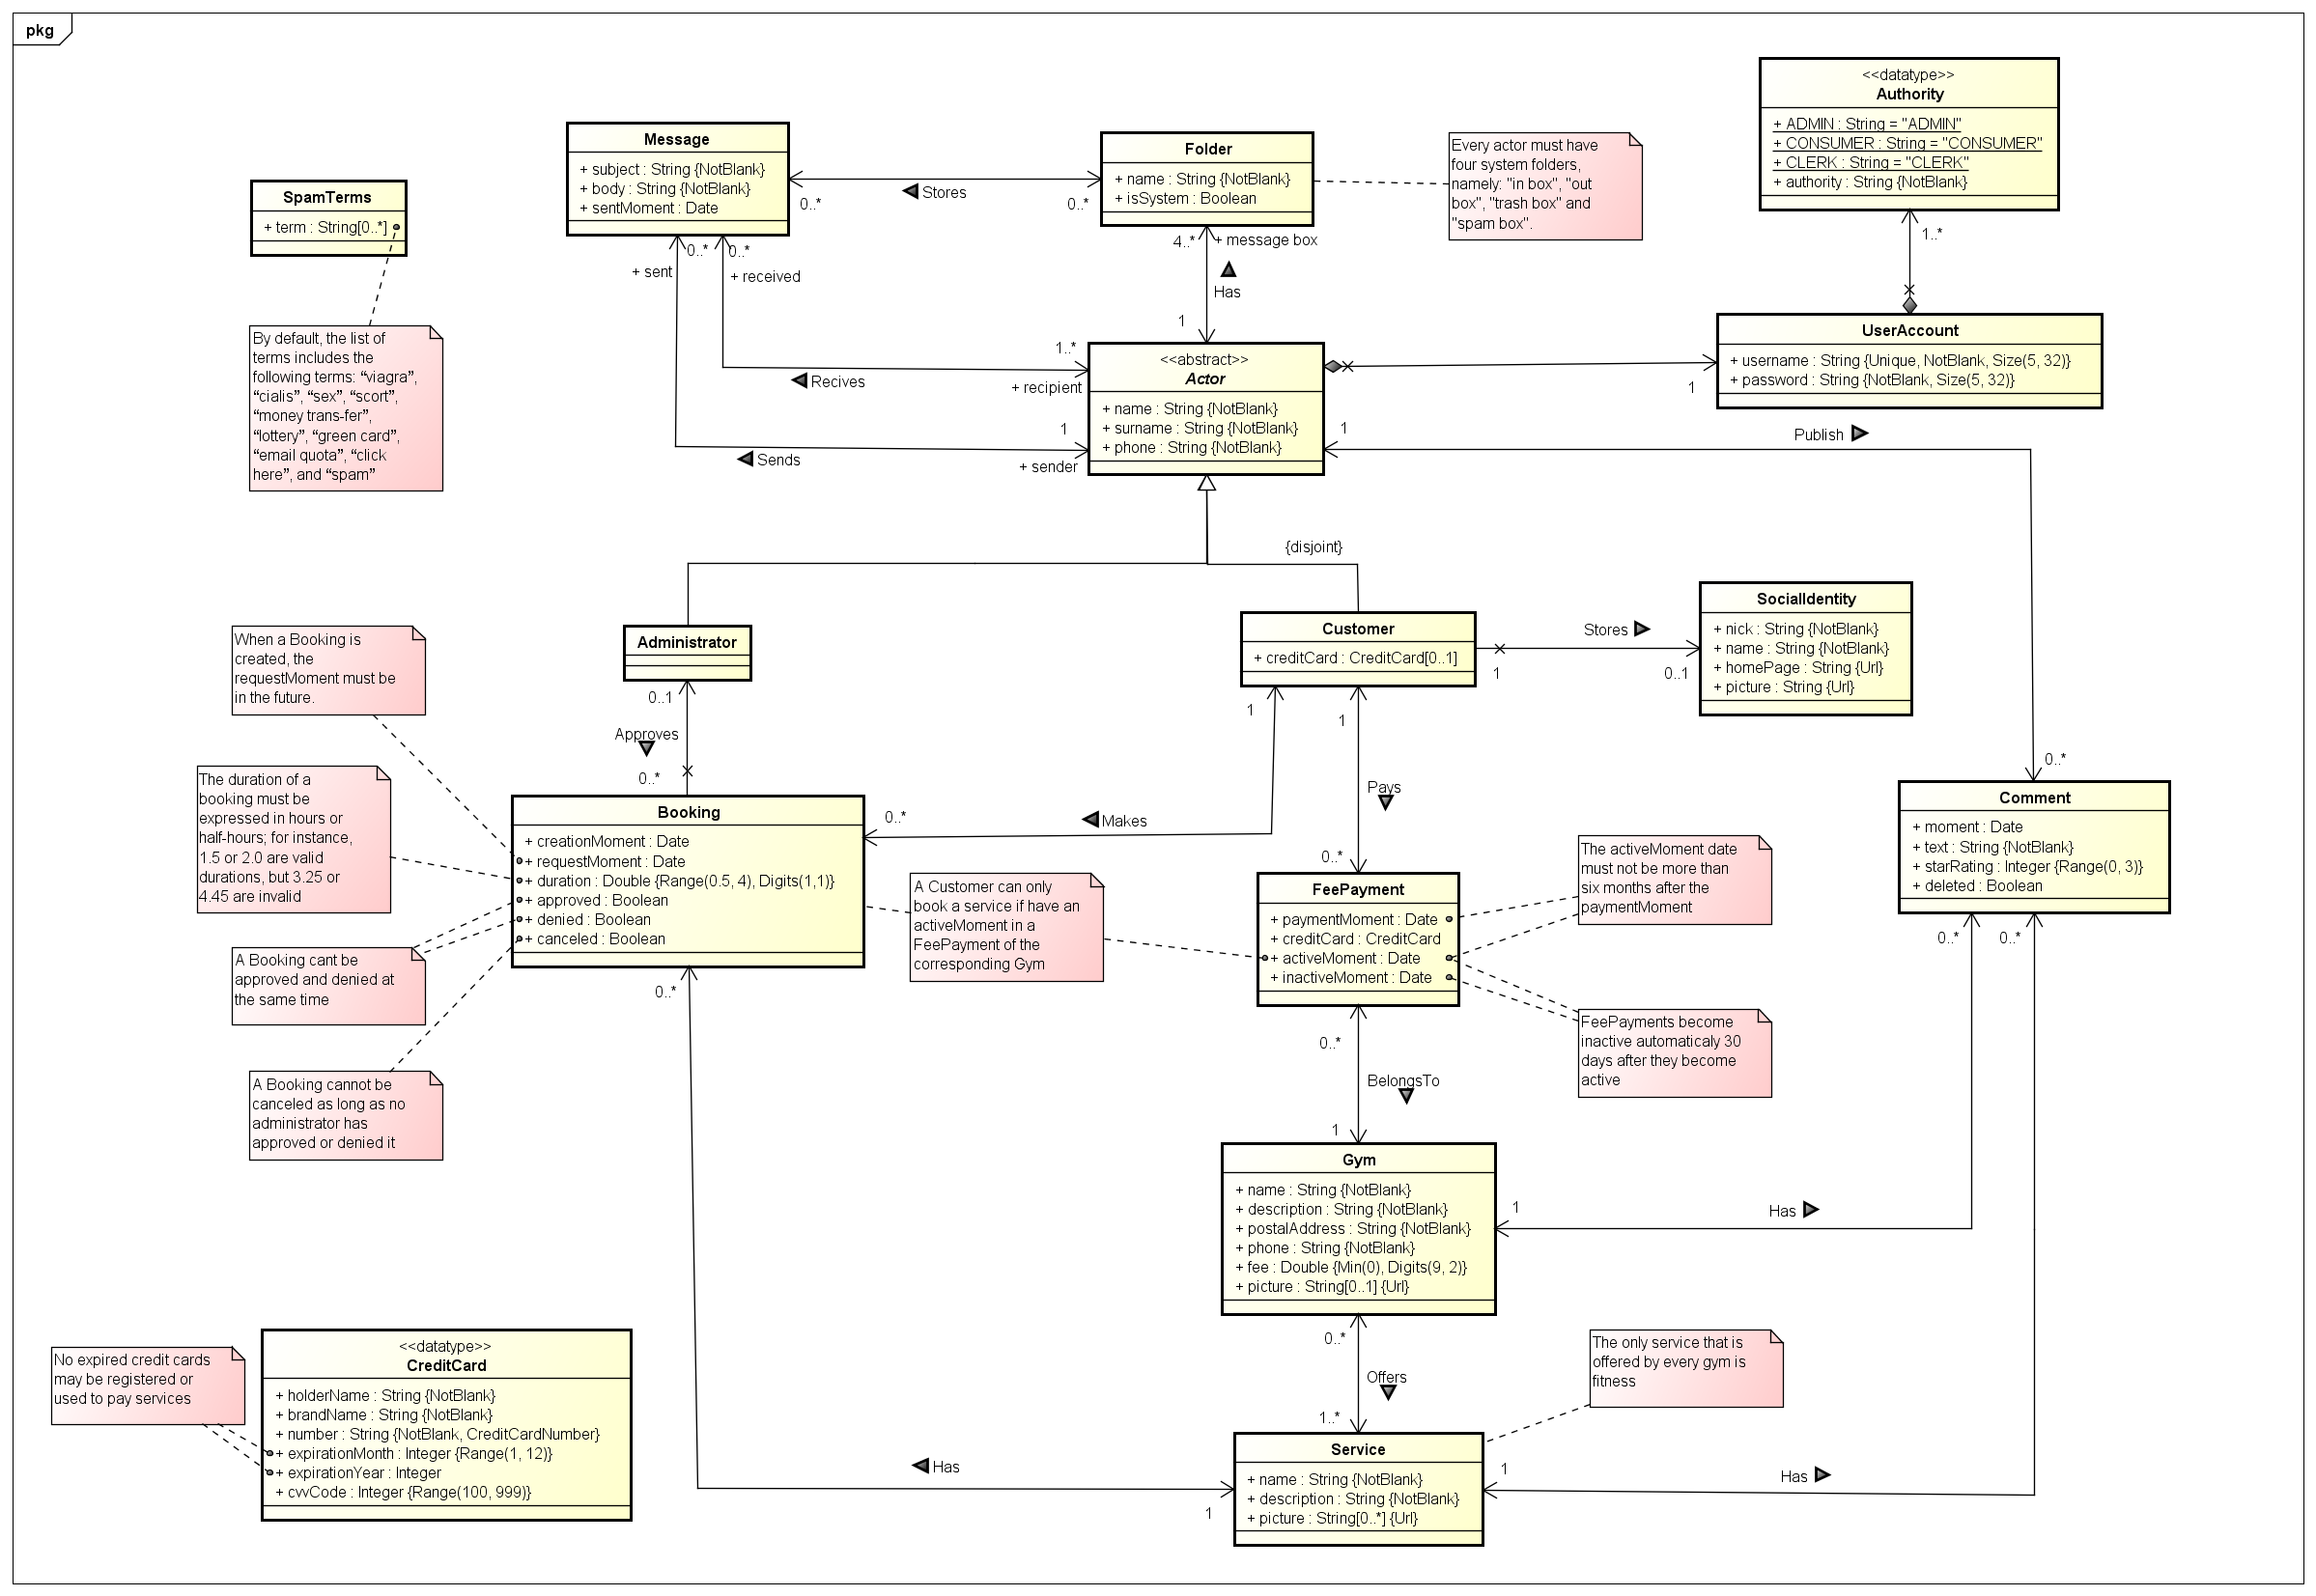 pkg
<<datatype>>
Authority
+ ADMIN : String = "ADMIN"
+ CONSUMER : String = "CONSUMER"
+ CLERK : String = "CLERK"
+ authority : String {NotBlank}
Message
+ subject : String {NotBlank}
+ body : String {NotBlank}
+ sentMoment : Date
Folder
+ name : String {NotBlank}
+ isSystem : Boolean
Every actor must have
four system folders,
namely: "in box", "out
box", "trash box" and
"spam box".
SpamTerms
+ term : String[0..*]
0..*
Stores
0..*
0..*
+ sent
0..*
+ received
4..*
+ message box
Has
1
1..*
By default, the list of
terms includes the
following terms: “viagra”,
“cialis”, “sex”, “scort”,
“money trans-fer”,
“lottery”, “green card”,
“email quota”, “click
here”, and “spam”
UserAccount
+ username : String {Unique, NotBlank, Size(5, 32)}
+ password : String {NotBlank, Size(5, 32)}
1
1..*
+ recipient
Recives
<<abstract>>
Actor
+ name : String {NotBlank}
+ surname : String {NotBlank}
+ phone : String {NotBlank}
1
+ sender
Sends
1
Publish
{disjoint}
Administrator
Customer
+ creditCard : CreditCard[0..1]
Stores
1
0..1
SocialIdentity
+ nick : String {NotBlank}
+ name : String {NotBlank}
+ homePage : String {Url}
+ picture : String {Url}
When a Booking is
created, the
requestMoment must be
in the future.
0..1
Approves
0..*
1
1
The duration of a
booking must be
expressed in hours or
half-hours; for instance,
1.5 or 2.0 are valid
durations, but 3.25 or
4.45 are invalid
Booking
+ creationMoment : Date
+ requestMoment : Date
+ duration : Double {Range(0.5, 4), Digits(1,1)}
+ approved : Boolean
+ denied : Boolean
+ canceled : Boolean
0..*
Makes
Pays
0..*
0..*
Comment
+ moment : Date
+ text : String {NotBlank}
+ starRating : Integer {Range(0, 3)}
+ deleted : Boolean
The activeMoment date
must not be more than
six months after the
paymentMoment
A Customer can only
book a service if have an
activeMoment in a
FeePayment of the
corresponding Gym
FeePayment
+ paymentMoment : Date
+ creditCard : CreditCard
+ activeMoment : Date
+ inactiveMoment : Date
0..*
0..*
A Booking cant be
approved and denied at
the same time
0..*
FeePayments become
inactive automaticaly 30
days after they become
active
0..*
BelongsTo
1
A Booking cannot be
canceled as long as no
administrator has
approved or denied it
Gym
+ name : String {NotBlank}
+ description : String {NotBlank}
+ postalAddress : String {NotBlank}
+ phone : String {NotBlank}
+ fee : Double {Min(0), Digits(9, 2)}
+ picture : String[0..1] {Url}
1
Has
0..*
Offers
1..*
No expired credit cards
may be registered or
used to pay services
<<datatype>>
CreditCard
+ holderName : String {NotBlank}
+ brandName : String {NotBlank}
+ number : String {NotBlank, CreditCardNumber}
+ expirationMonth : Integer {Range(1, 12)}
+ expirationYear : Integer
+ cvvCode : Integer {Range(100, 999)}
The only service that is
offered by every gym is
fitness
Has
1
Service
+ name : String {NotBlank}
+ description : String {NotBlank}
+ picture : String[0..*] {Url}
1
Has